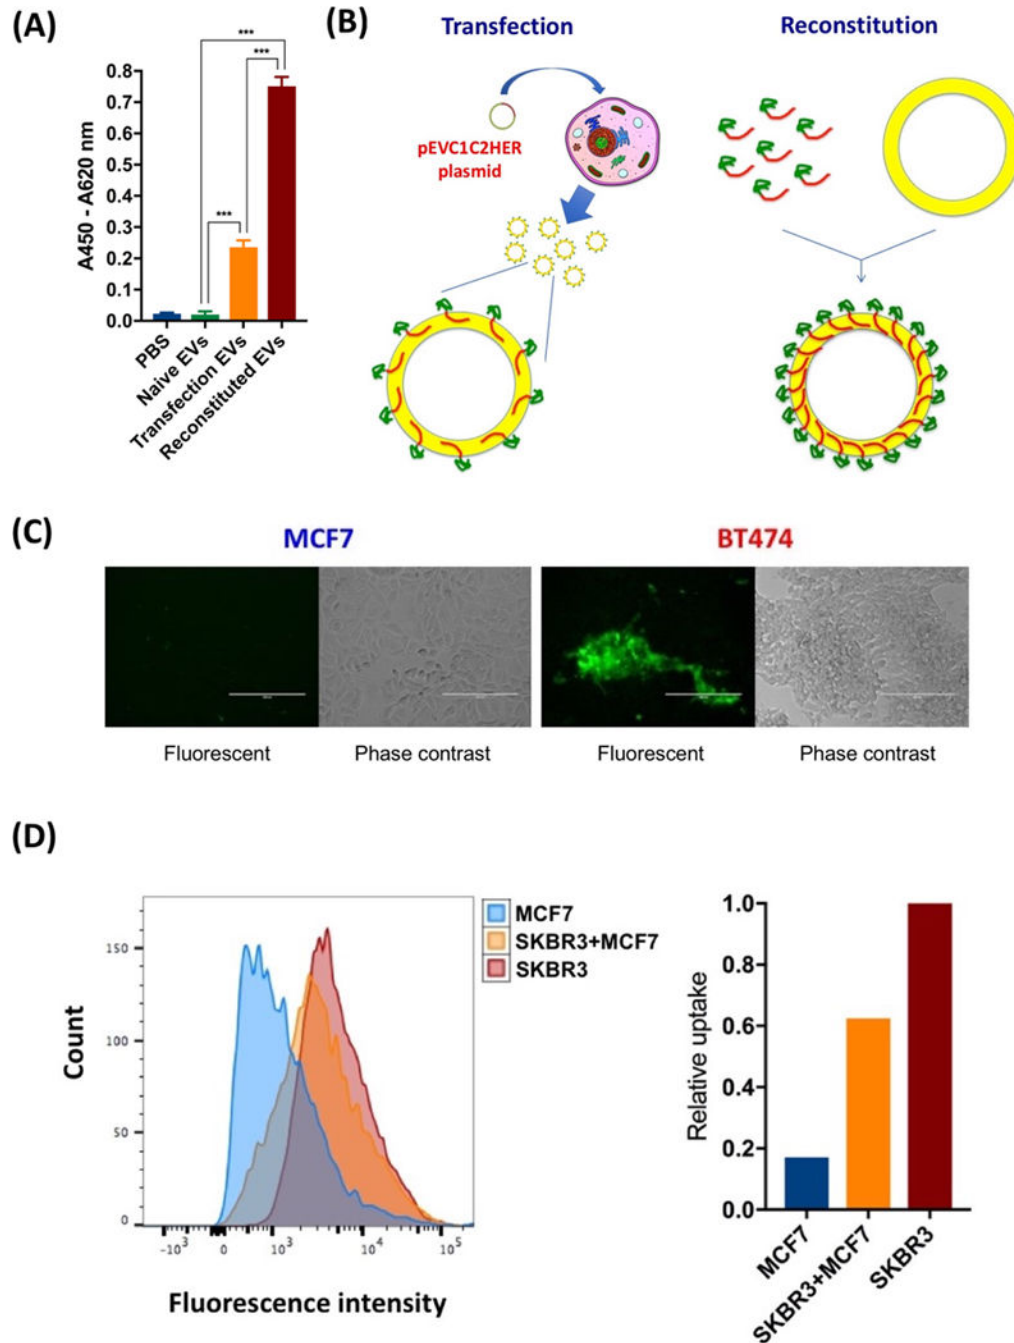 (A)
***
***
***
A450 - A620 nm
0.8
0.7
0.6
0.5
0.4
0.3
0.2
0.1
0.0
PBS
Naive EVs
Transfection EVs
Reconstituted EVs
(B)
Transfection
Reconstitution
pEVC1C2HER
plasmid
(C)
MCF7
BT474
Fluorescent
Phase contrast
Fluorescent
Phase contrast
(D)
Count
150
100
50
0
-10³
0
10³
10⁴
10⁵
Fluorescence intensity
MCF7
SKBR3+MCF7
SKBR3
Relative uptake
1.0
0.8
0.6
0.4
0.2
0.0
MCF7
SKBR3+MCF7
SKBR3